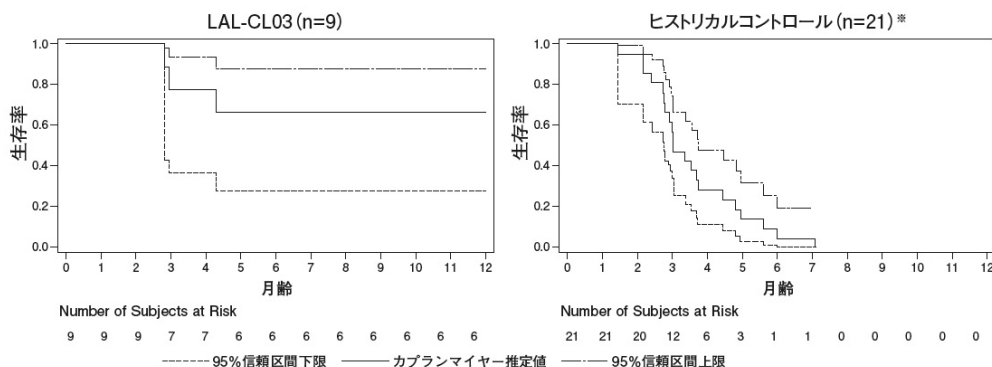 LAL-CL03 (n=9)
ヒストリカルコントロール (n=21)※
生存率
1.0
0.8
0.6
0.4
0.2
0.0
0 1 2 3 4 5 6 7 8 9 10 11 12
月齢
生存率
1.0
0.8
0.6
0.4
0.2
0.0
0 1 2 3 4 5 6 7 8 9 10 11 12
月齢
Number of Subjects at Risk
9 9 9 7 7 6 6 6 6 6 6 6 6
Number of Subjects at Risk
21 21 20 12 6 3 1 1 0 0 0 0 0
95%信頼区間下限 カプランマイヤー推定値 95%信頼区間上限